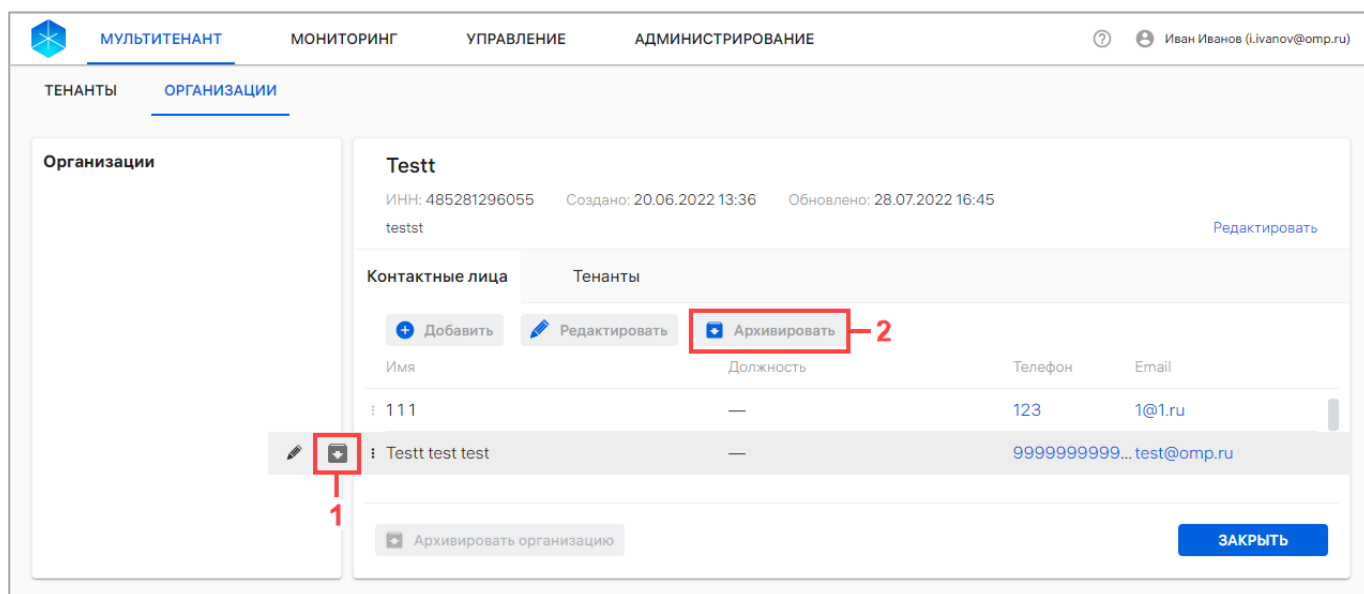 МУЛЬТИТЕНАНТ МОНИТОРИНГ УПРАВЛЕНИЕ АДМИНИСТРИРОВАНИЕ ? Иван Иванов (i.ivanov@omp.ru)
ТЕНАНТЫ ОРГАНИЗАЦИИ
Организации
Testt
ИНН: 485281296055 Создано: 20.06.2022 13:36 Обновлено: 28.07.2022 16:45
testst Редактировать
Контактные лица Тенанты
Добавить Редактировать Архивировать 2
Имя Должность Телефон Email
111 — 123 1@1.ru
Testt test test — 9999999999... test@omp.ru
1
Архивировать организацию ЗАКРЫТЬ